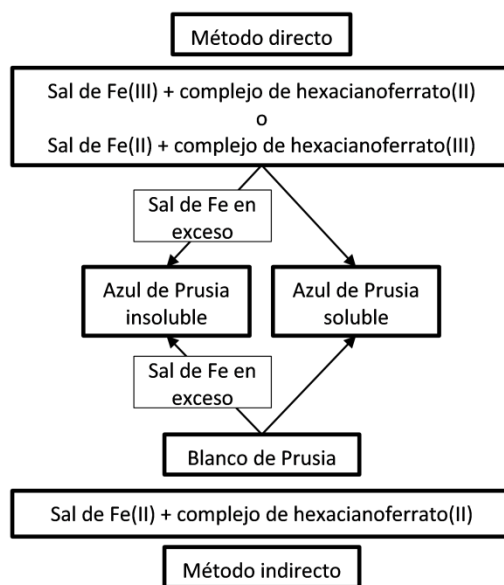 Método directo
Sal de Fe(III) + complejo de hexacianoferrato(II)
o
Sal de Fe(II) + complejo de hexacianoferrato(III)
Sal de Fe en
exceso
Azul de Prusia
insoluble
Azul de Prusia
soluble
Sal de Fe en
exceso
Blanco de Prusia
Sal de Fe(II) + complejo de hexacianoferrato(II)
Método indirecto